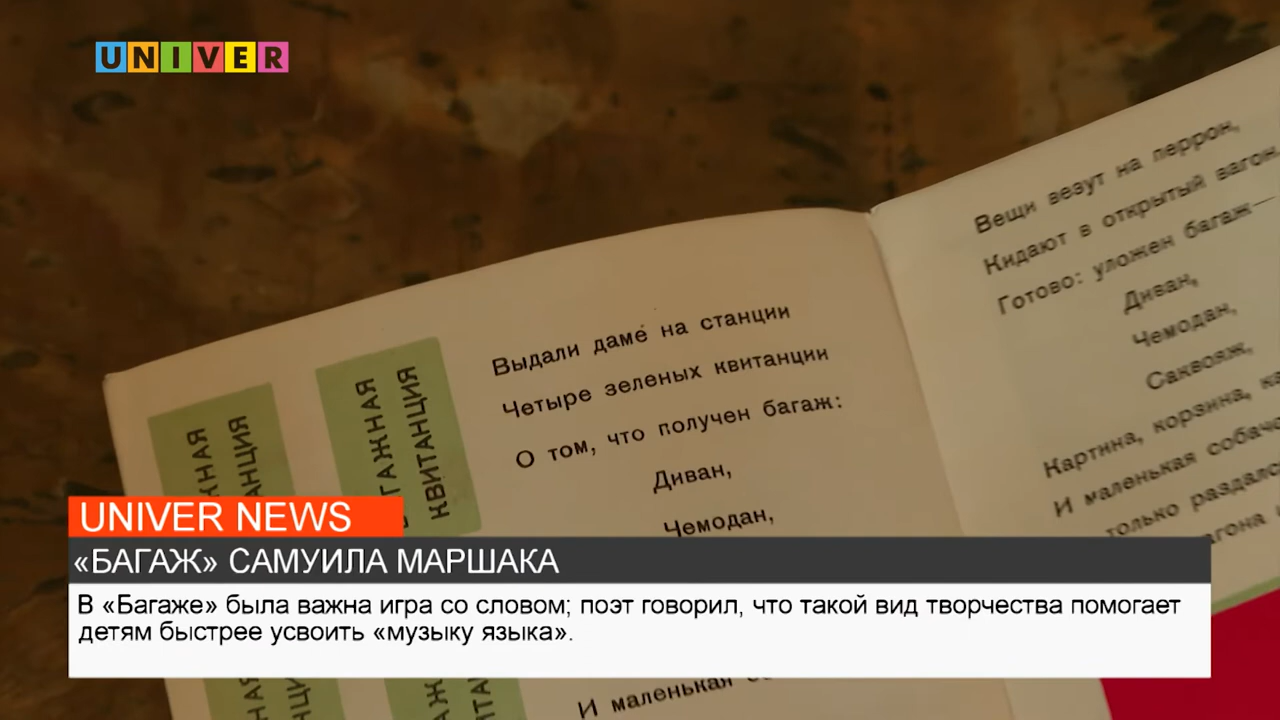 UNIVER
Выдали даме на станции
Четыре зеленых квитанции
О том, что получен багаж:
Диван,
Чемодан,
И маленькая
Вещи везут на перрон,
Кидают в открытый вагон.
Готово: уложен багаж—
Диван,
Чемодан,
Саквояж,
Картина, корзина,
И маленькая
только
КВИТАНЦИЯ
UNIVER NEWS
«БАГАЖ» САМУИЛА МАРШАКА
В «Багаже» была важна игра со словом; поэт говорил, что такой вид творчества помогает
детям быстрее усвоить «музыку языка».